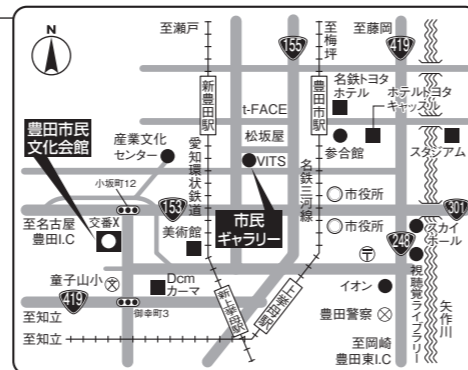 N
至瀬戸
155
至梅坪
至藤岡
419
新豊田駅
t-FACE
豊田市駅
名鉄トヨタ
ホテル
ホテルトヨタ
キャッスル
豊田市民
文化会館
産業文化
センター
愛知環状鉄道
松坂屋
VITS
名鉄三河線
参合館
スタジアム
小坂町12
153
市民
ギャラリー
市役所
301
至名古屋
豊田I.C
交番X
美術館
市役所
248
スカイ
ホール
〒
童子山小
文
Dcm
カーマ
イオン
視聴覚ライブラリー
矢作川
419
御幸町3
新上挙母駅
上挙母駅
豊田警察
至知立
至知立
至岡崎
豊田東I.C